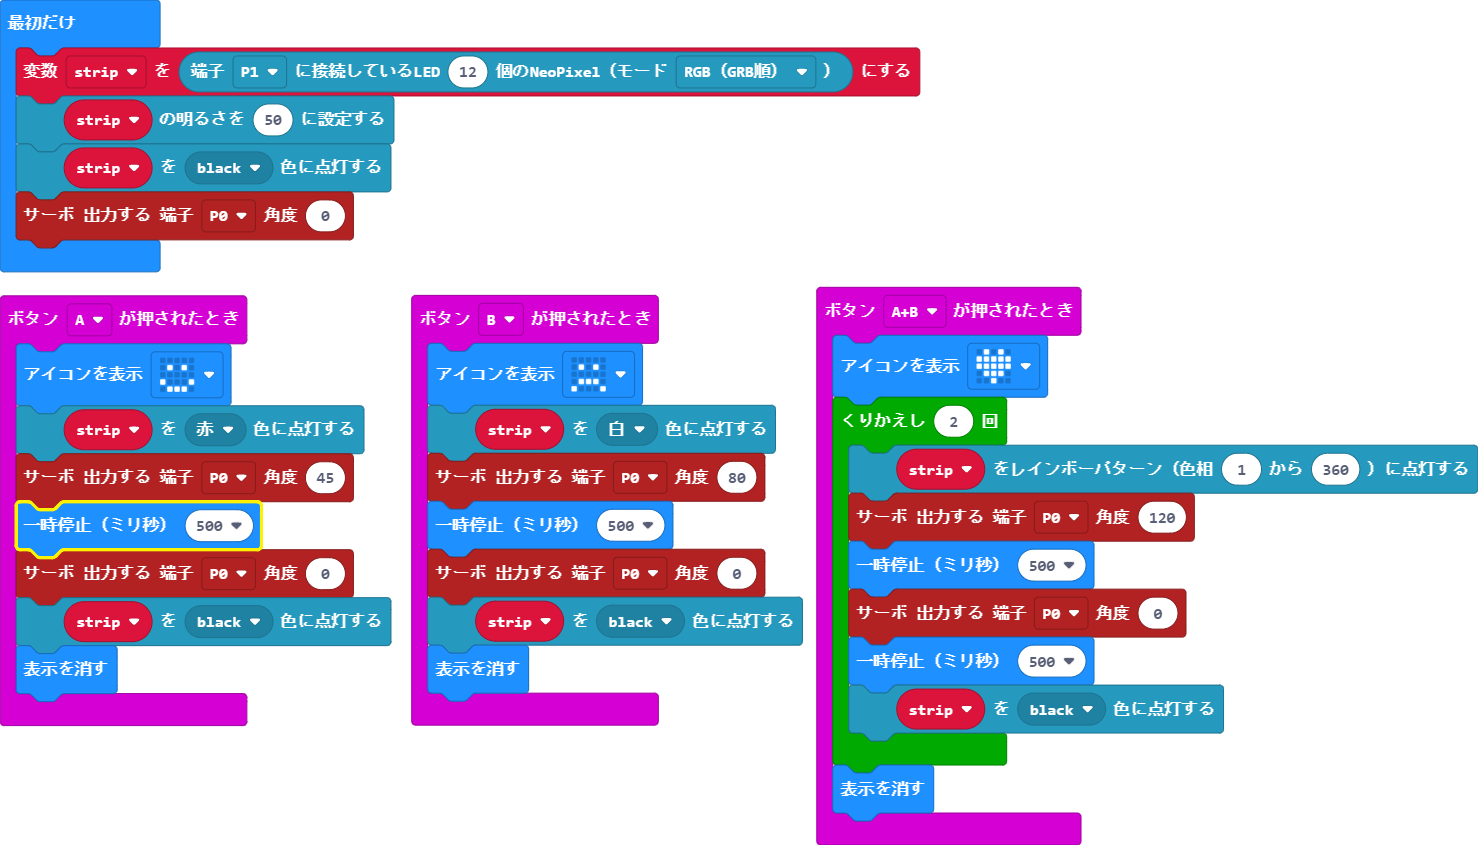 最初だけ
変数 strip を 端子 P1 に接続しているLED 12 個のNeoPixel（モード RGB（GRB順） ） にする
strip の明るさを 50 に設定する
strip を black 色に点灯する
サーボ 出力する 端子 P0 角度 0
ボタン A が押されたとき
アイコンを表示
strip を 赤 色に点灯する
サーボ 出力する 端子 P0 角度 45
一時停止（ミリ秒） 500
サーボ 出力する 端子 P0 角度 0
strip を black 色に点灯する
表示を消す
ボタン B が押されたとき
アイコンを表示
strip を 白 色に点灯する
サーボ 出力する 端子 P0 角度 80
一時停止（ミリ秒） 500
サーボ 出力する 端子 P0 角度 0
strip を black 色に点灯する
表示を消す
ボタン A+B が押されたとき
アイコンを表示
くりかえし 2 回
strip をレインボーパターン（色相 1 から 360 ）に点灯する
サーボ 出力する 端子 P0 角度 120
一時停止（ミリ秒） 500
サーボ 出力する 端子 P0 角度 0
一時停止（ミリ秒） 500
strip を black 色に点灯する
表示を消す